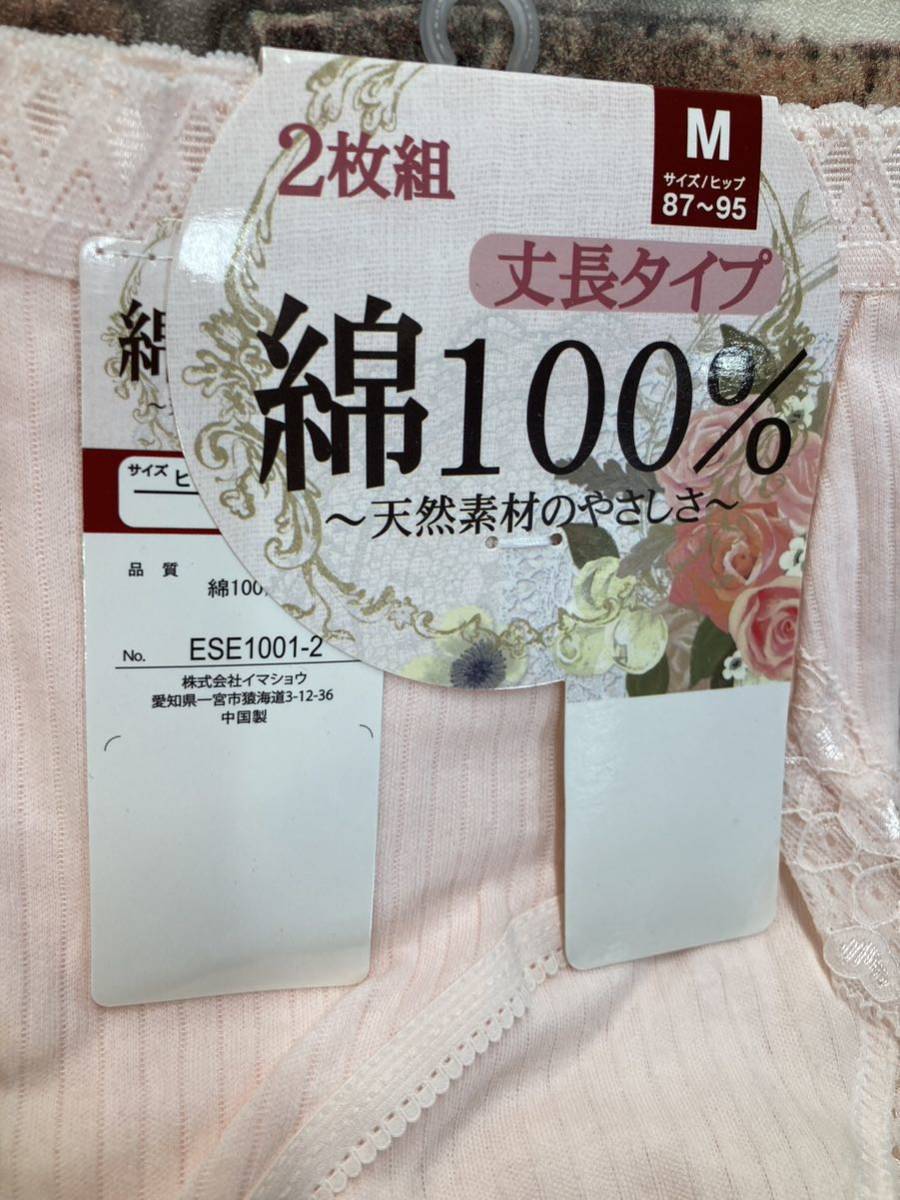 2枚組
M
サイズ/ヒップ
87～95
丈長タイプ
綿100%
～天然素材のやさしさ～
綿
サイズ ヒ
品質
綿100
No. ESE1001-2
株式会社イマショウ
愛知県一宮市猿海道3-12-36
中国製